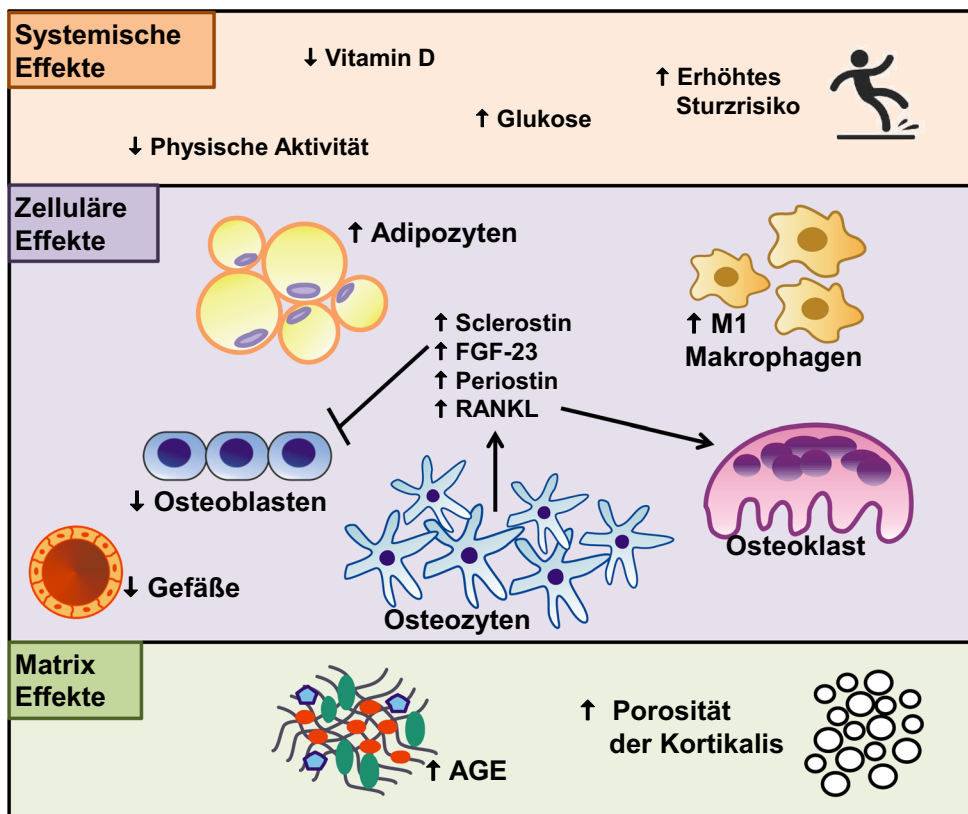 Systemische
Effekte
↓ Vitamin D
↑ Erhöhtes
Sturzrisiko
↑ Glukose
↓ Physische Aktivität
Zelluläre
Effekte
↑ Adipozyten
↑ M1
Makrophagen
↑ Sclerostin
↑ FGF-23
↑ Periostin
↑ RANKL
↓ Osteoblasten
Osteoklast
↓ Gefäße
Osteozyten
Matrix
Effekte
↑ Porosität
der Kortikalis
↑ AGE